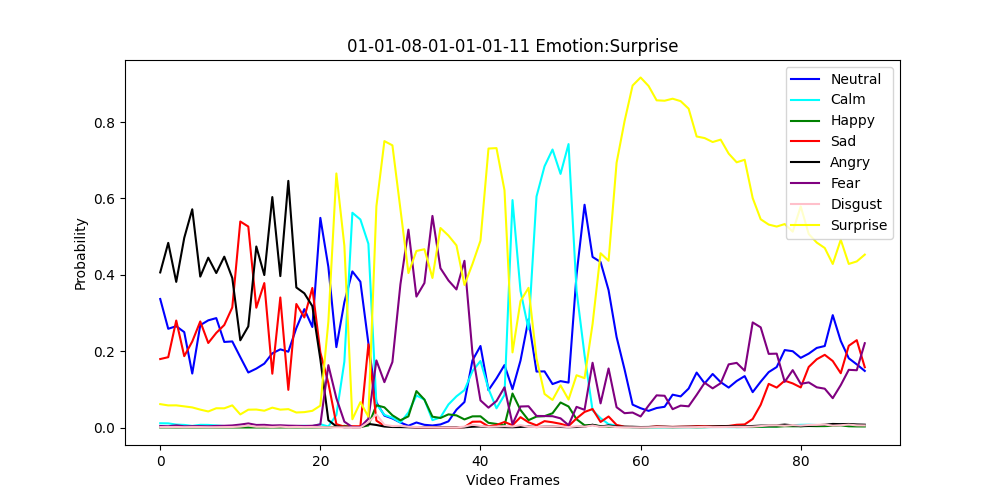 01-01-08-01-01-01-11 Emotion:Surprise
Probability
0.8
0.6
0.4
0.2
0.0
0
20
40
60
80
Video Frames
Neutral
Calm
Happy
Sad
Angry
Fear
Disgust
Surprise